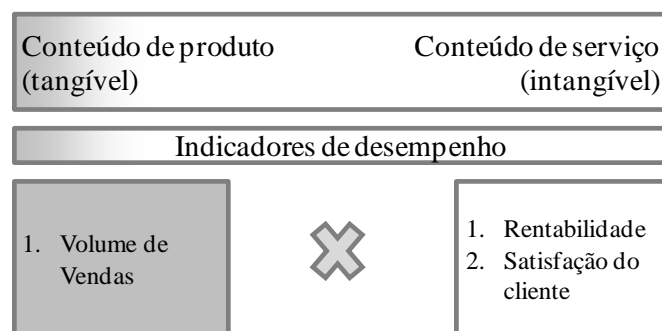 Conteúdo de produto
(tangível)
Conteúdo de serviço
(intangível)
Indicadores de desempenho
1. Volume de
Vendas
1. Rentabilidade
2. Satisfação do
cliente